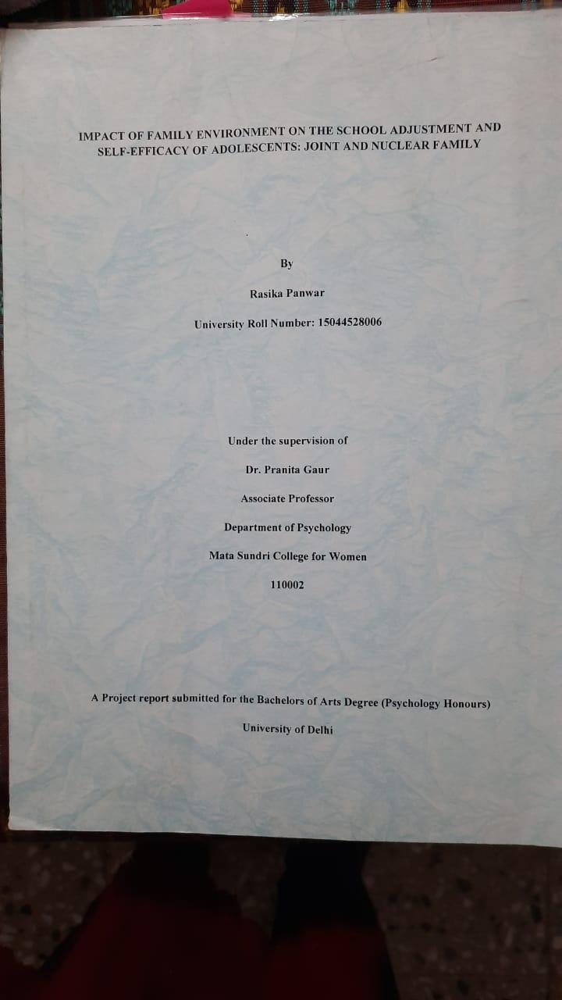 IMPACT OF FAMILY ENVIRONMENT ON THE SCHOOL ADJUSTMENT AND
SELF-EFFICACY OF ADOLESCENTS: JOINT AND NUCLEAR FAMILY
By
Rasika Panwar
University Roll Number: 15044528006
Under the supervision of
Dr. Pranita Gaur
Associate Professor
Department of Psychology
Mata Sundri College for Women
110002
A Project report submitted for the Bachelors of Arts Degree (Psychology Honours)
University of Delhi